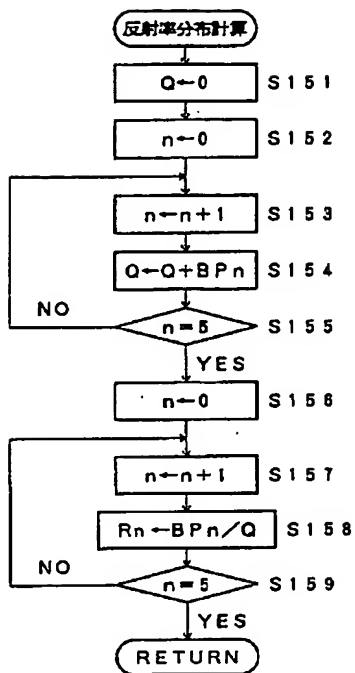 反射率分布計算
Q←0 S151
n←0 S152
n←n+1 S153
Q←Q+BPn S154
NO
n=5 S155
YES
n←0 S156
n←n+1 S157
Rn←BPn/Q S158
NO
n=5 S159
YES
RETURN